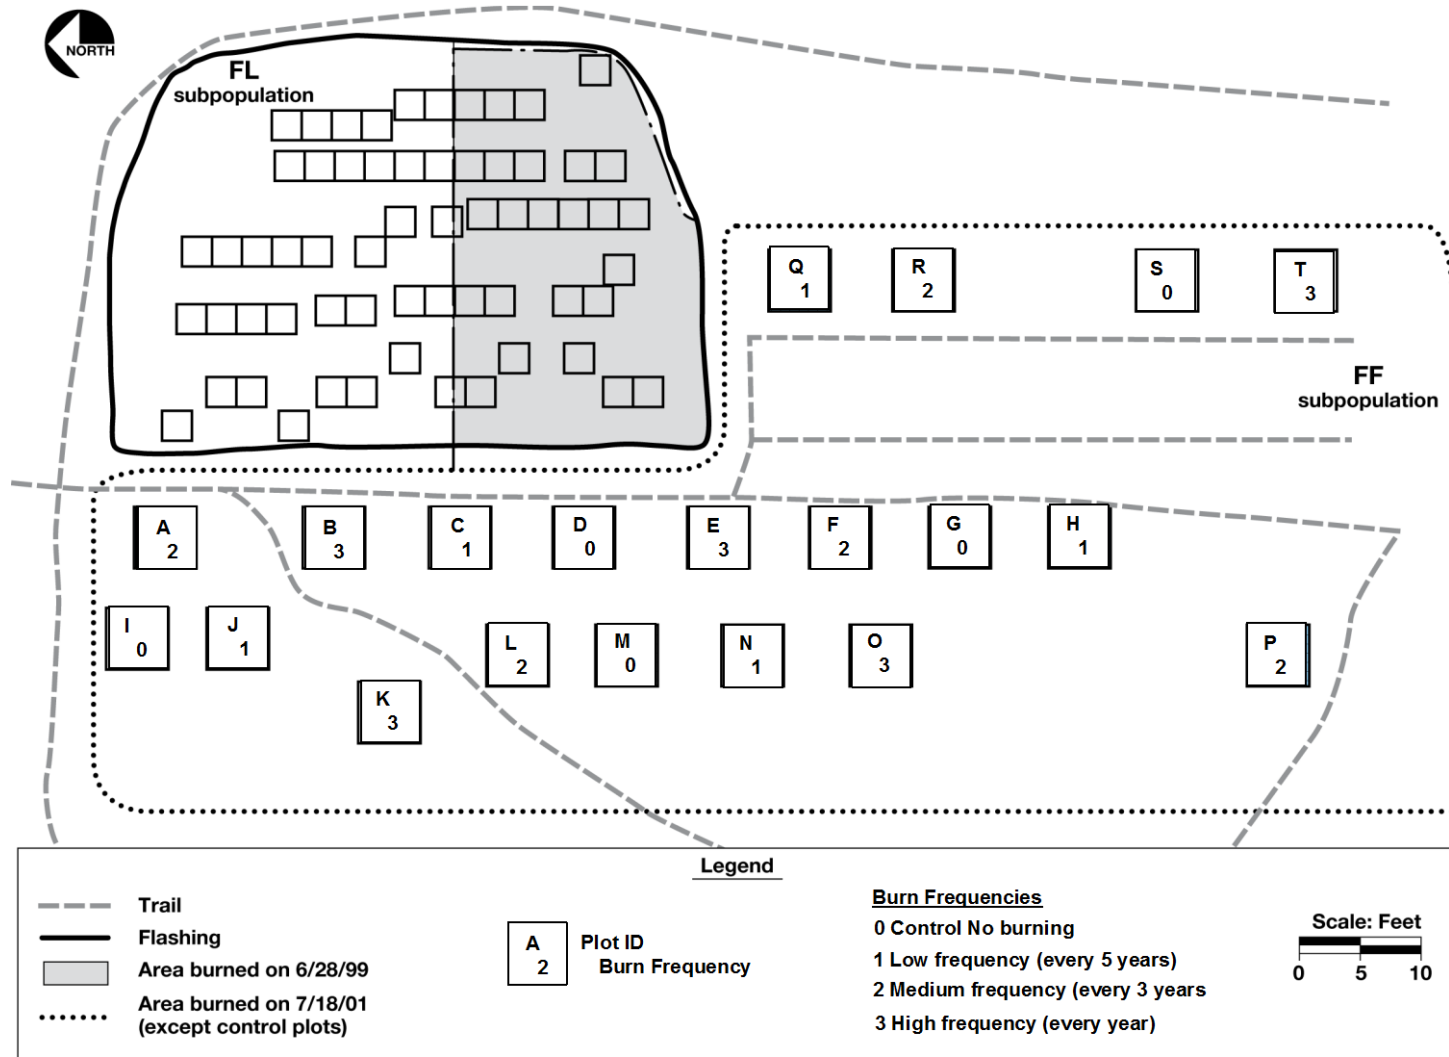 NORTH
FL
subpopulation
Q
1
R
2
S
0
T
3
FF
subpopulation
A
2
B
3
C
1
D
0
E
3
F
2
G
0
H
1
I
0
J
1
K
3
L
2
M
0
N
1
O
3
P
2
Legend
Trail
Flashing
Area burned on 6/28/99
Area burned on 7/18/01
(except control plots)
A
2
Plot ID
Burn Frequency
Burn Frequencies
0 Control No burning
1 Low frequency (every 5 years)
2 Medium frequency (every 3 years
3 High frequency (every year)
Scale: Feet
0 5 10